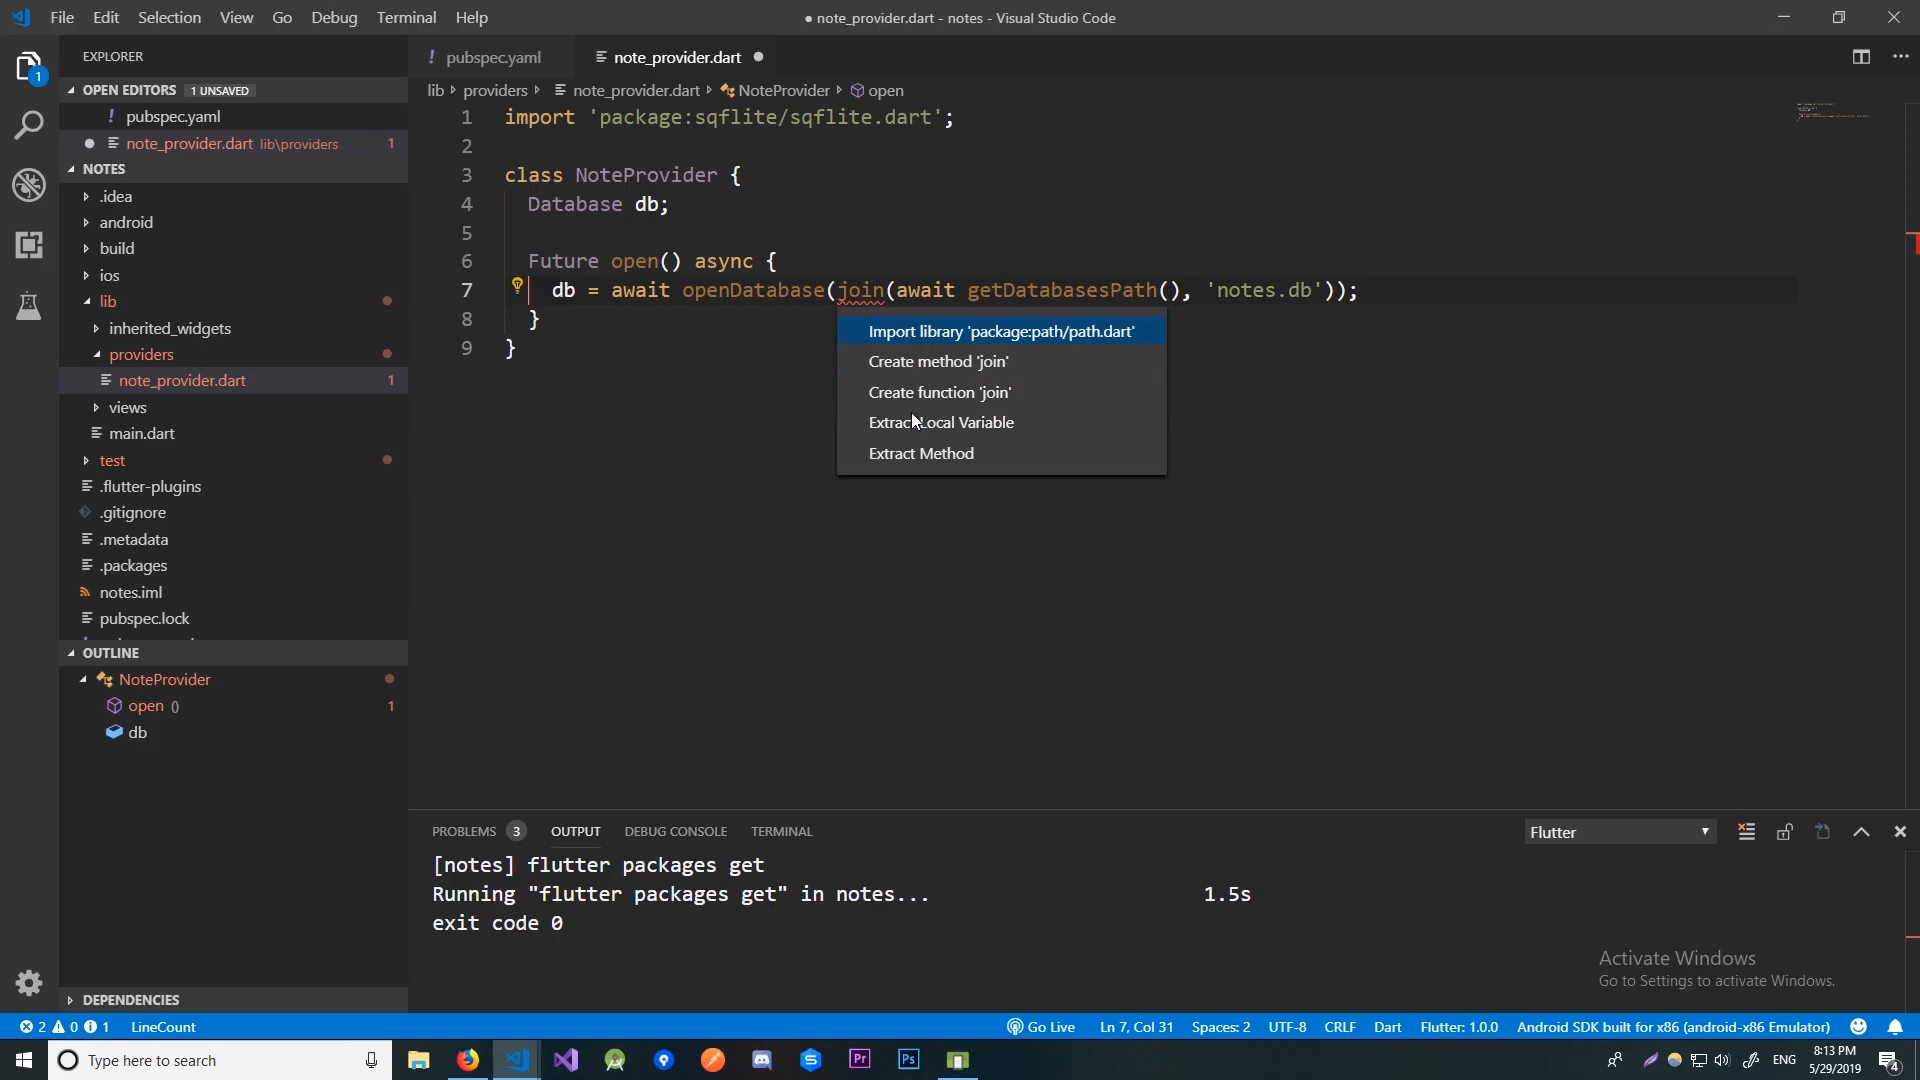 File Edit Selection View Go Debug Terminal Help
● note_provider.dart - notes - Visual Studio Code
EXPLORER
OPEN EDITORS 1 UNSAVED
! pubspec.yaml
note_provider.dart lib\providers 1
NOTES
.idea
android
build
ios
lib
inherited_widgets
providers
note_provider.dart 1
views
main.dart
test
.flutter-plugins
.gitignore
.metadata
.packages
notes.iml
pubspec.lock
OUTLINE
NoteProvider
open () 1
db
DEPENDENCIES
! pubspec.yaml
note_provider.dart
lib providers note_provider.dart NoteProvider open
1 import 'package:sqflite/sqflite.dart';
2
3 class NoteProvider {
4 Database db;
5
6 Future open() async {
7 db = await openDatabase(join(await getDatabasesPath(), 'notes.db'));
8 }
9 }
Import library 'package:path/path.dart'
Create method 'join'
Create function 'join'
Extract Local Variable
Extract Method
PROBLEMS 3 OUTPUT DEBUG CONSOLE TERMINAL
Flutter
[notes] flutter packages get
Running "flutter packages get" in notes... 1.5s
exit code 0
Activate Windows
Go to Settings to activate Windows.
2 0 1 LineCount
Go Live Ln 7, Col 31 Spaces: 2 UTF-8 CRLF Dart Flutter: 1.0.0 Android SDK built for x86 (android-x86 Emulator)
Type here to search
Pr
Ps
ENG
8:13 PM
5/29/2019
4